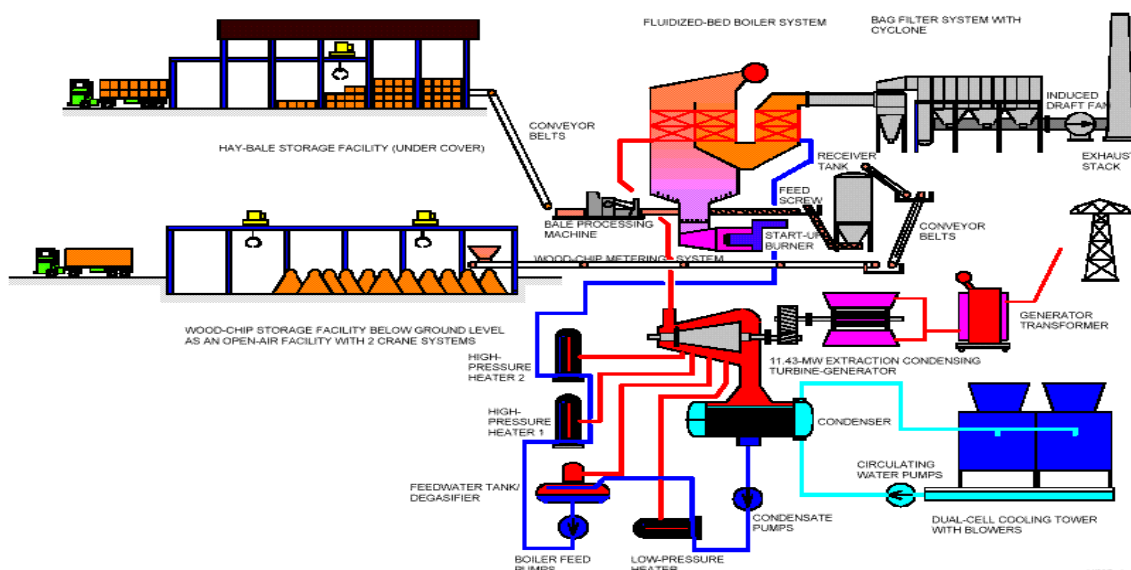 FLUIDIZED-BED BOILER SYSTEM
BAG FILTER SYSTEM WITH
CYCLONE
INDUCED
DRAFT FAN
EXHAUST
STACK
CONVEYOR
BELTS
HAY-BALE STORAGE FACILITY (UNDER COVER)
RECEIVER
TANK
FEED
SCREW
BALE PROCESSING
MACHINE
START-UP
BURNER
CONVEYOR
BELTS
WOOD-CHIP METERING SYSTEM
WOOD-CHIP STORAGE FACILITY BELOW GROUND LEVEL
AS AN OPEN-AIR FACILITY WITH 2 CRANE SYSTEMS
GENERATOR
TRANSFORMER
HIGH-
PRESSURE
HEATER 2
11.43-MW EXTRACTION CONDENSING
TURBINE-GENERATOR
HIGH-
PRESSURE
HEATER 1
CONDENSER
CIRCULATING
WATER PUMPS
FEEDWATER TANK/
DEGASIFIER
CONDENSATE
PUMPS
DUAL-CELL COOLING TOWER
WITH BLOWERS
BOILER FEED
PUMPS
LOW-PRESSURE
HEATER